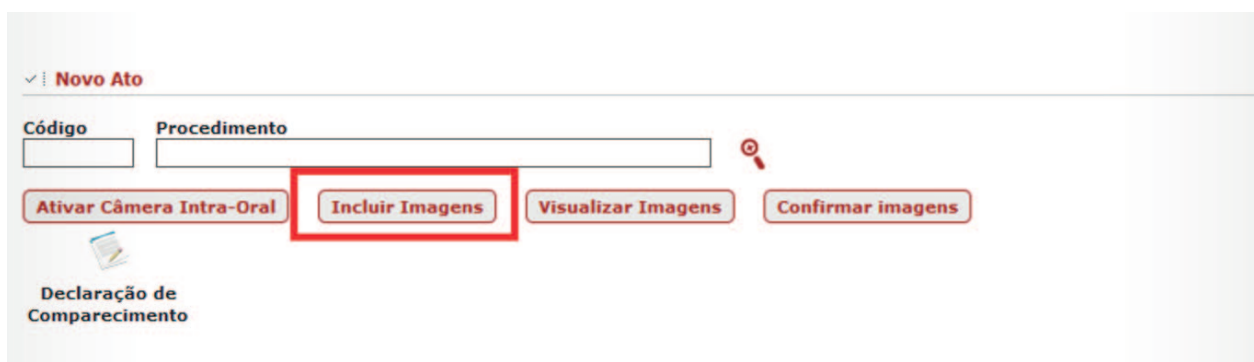 Novo Ato
Código Procedimento
Ativar Câmera Intra-Oral Incluir Imagens Visualizar Imagens Confirmar imagens
Declaração de
Comparecimento